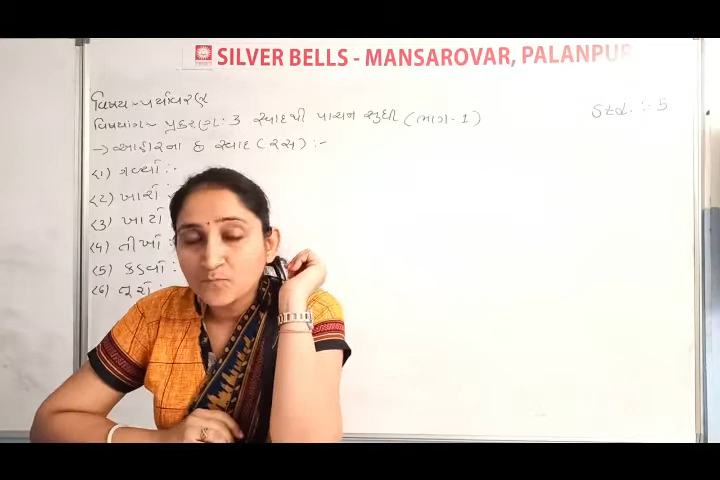 SILVER BELLS - MANSAROVAR, PALANPUR
વિષય - પર્યાવરણ
Std. :- 5
વિષયાંગ - પ્રકરણ : 3 સ્વાદથી પાચન સુધી (ભાગ - 1)
→ આહારના છ સ્વાદ (રસ) :-
(1) ગળ્યો :-
(2) ખારો :
(3) ખાટો
(4) તીખો :
(5) કડવો :
(6) તૂરો :